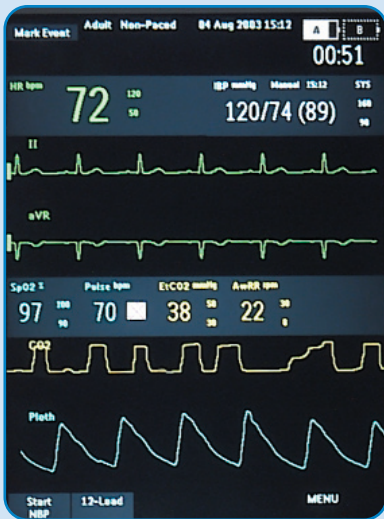 Mark Event Adult Non-Paced 04 Aug 2003 15:12 A B
00:51
HR bpm 120 50 NBP mmHg Manual 15:12 SYS 160 90
72 120/74 (89)
II
aVR
SpO2 % Pulse bpm EtCO2 mmHg AwRR rpm
97 100 90 70 38 50 30 22 30 8
CO2
Pleth
Start NBP 12-Lead MENU